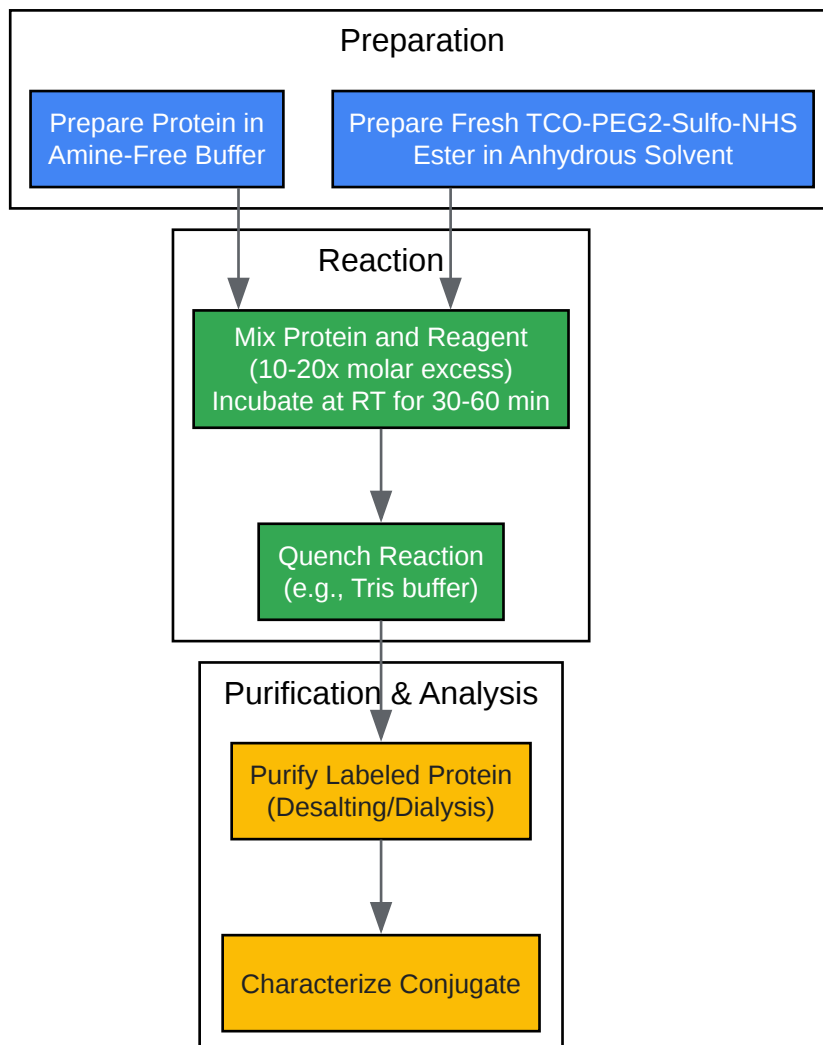 Preparation
Prepare Protein in
Amine-Free Buffer
Prepare Fresh TCO-PEG2-Sulfo-NHS
Ester in Anhydrous Solvent
Reaction
Mix Protein and Reagent
(10-20x molar excess)
Incubate at RT for 30-60 min
Quench Reaction
(e.g., Tris buffer)
Purification & Analysis
Purify Labeled Protein
(Desalting/Dialysis)
Characterize Conjugate